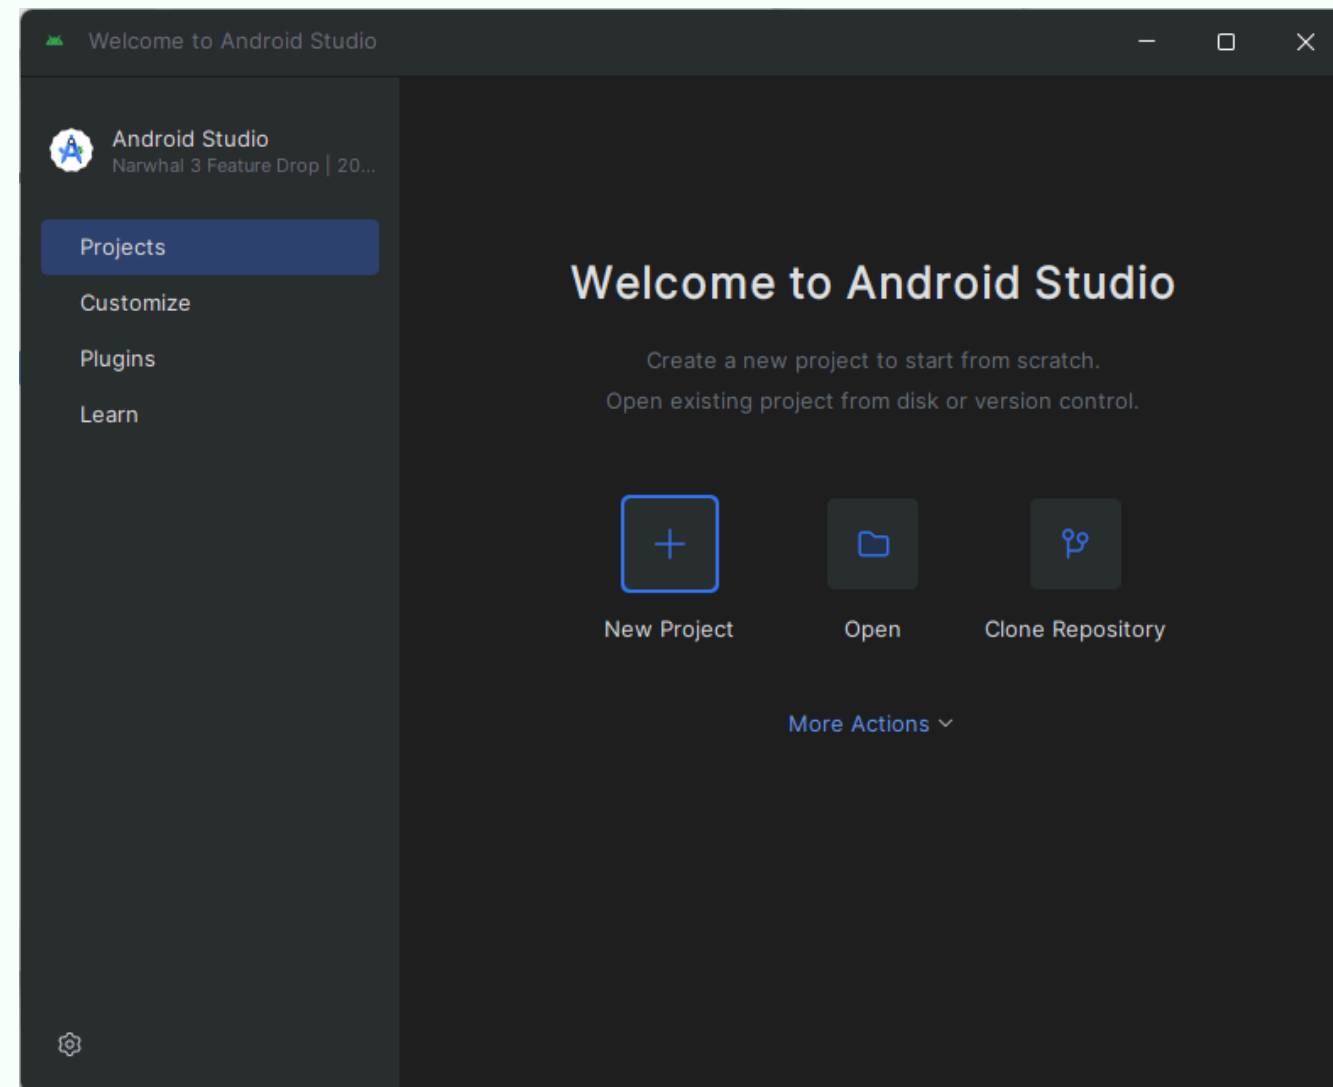 Welcome to Android Studio
Android Studio
Narwhal 3 Feature Drop | 20...
Projects
Customize
Plugins
Learn
Welcome to Android Studio
Create a new project to start from scratch.
Open existing project from disk or version control.
New Project
Open
Clone Repository
More Actions